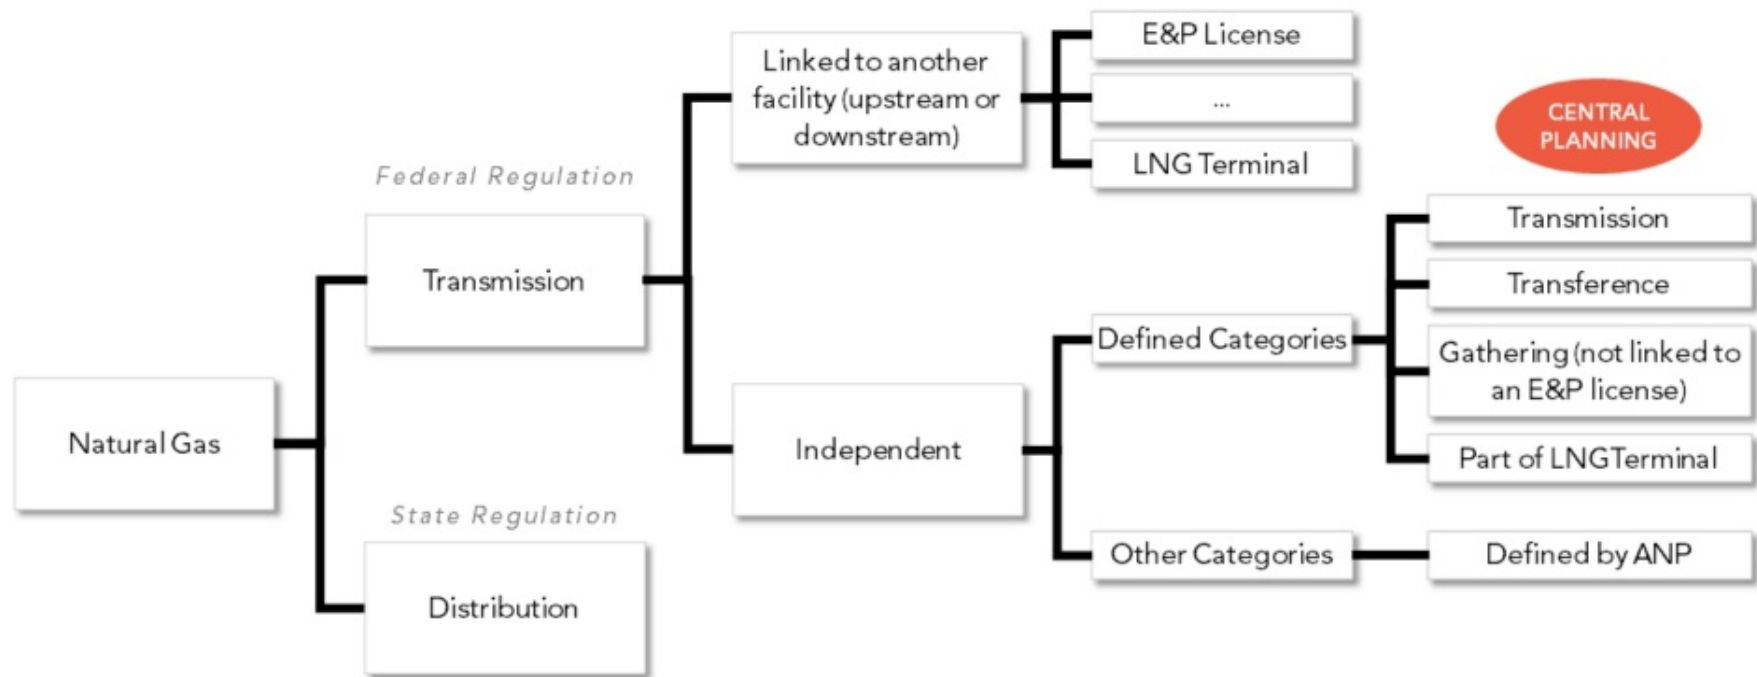 E&P License
Linked to another
facility (upstream or
downstream)
...
LNG Terminal
CENTRAL
PLANNING
Federal Regulation
Transmission
Transmission
Transference
Defined Categories
Gathering (not linked to
an E&P license)
Part of LNG Terminal
Natural Gas
Independent
State Regulation
Distribution
Other Categories
Defined by ANP